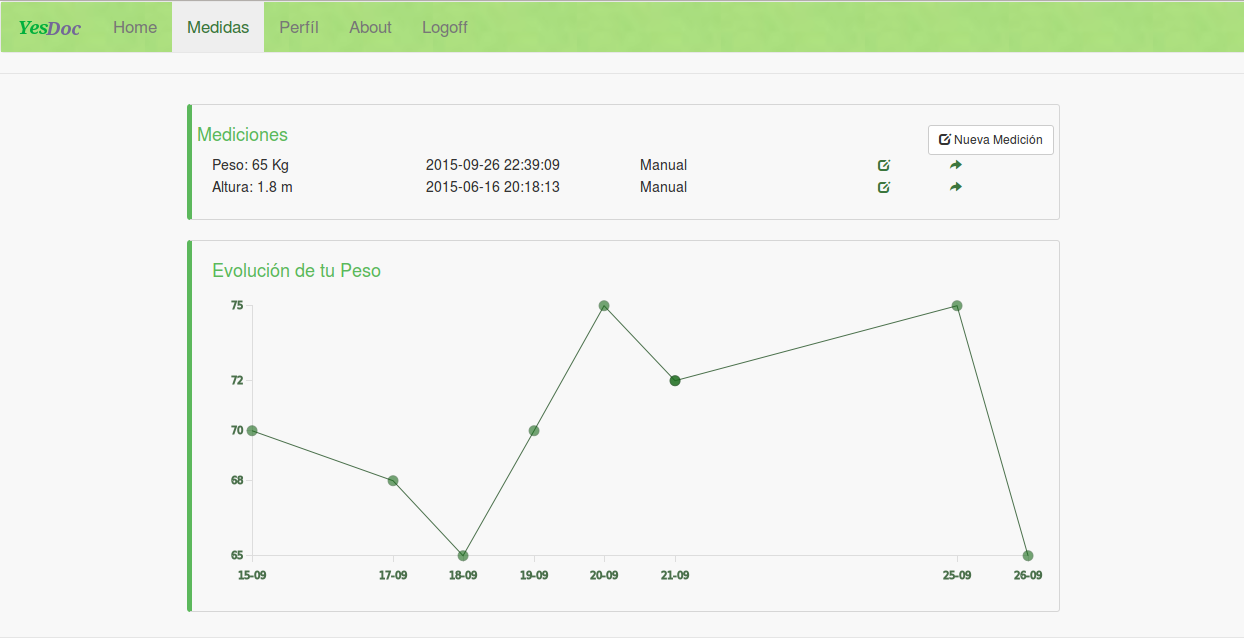 YesDoc Home Medidas Perfíl About Logoff
Mediciones
Nueva Medición
Peso: 65 Kg 2015-09-26 22:39:09 Manual
Altura: 1.8 m 2015-06-16 20:18:13 Manual
Evolución de tu Peso
75
72
70
68
65
15-09 17-09 18-09 19-09 20-09 21-09 25-09 26-09